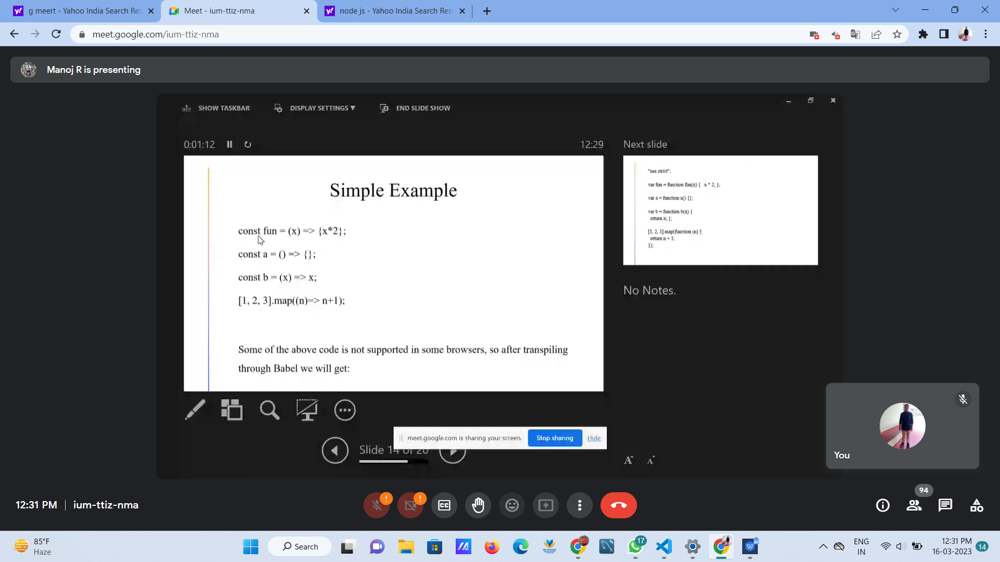 g meert - Yahoo India Search Res
Meet - ium-ttiz-nma
node js - Yahoo India Search Resu
meet.google.com/ium-ttiz-nma
Manoj R is presenting
SHOW TASKBAR
DISPLAY SETTINGS ▼
END SLIDE SHOW
0:01:12
12:29
Next slide
Simple Example
const fun = (x) => {x*2};
const a = () => {};
const b = (x) => x;
[1, 2, 3].map((n)=> n+1);
Some of the above code is not supported in some browsers, so after transpiling
through Babel we will get:
"use strict";
var fun = function fun(x) { x * 2; };
var a = function a() {};
var b = function b(x) {
return x; };
[1, 2, 3].map(function (n) {
return n + 1;
});
No Notes.
meet.google.com is sharing your screen.
Stop sharing
Hide
Slide 14 of 20
A
A
You
12:31 PM
ium-ttiz-nma
94
85°F
Haze
Search
17
ENG
IN
12:31 PM
16-03-2023
14